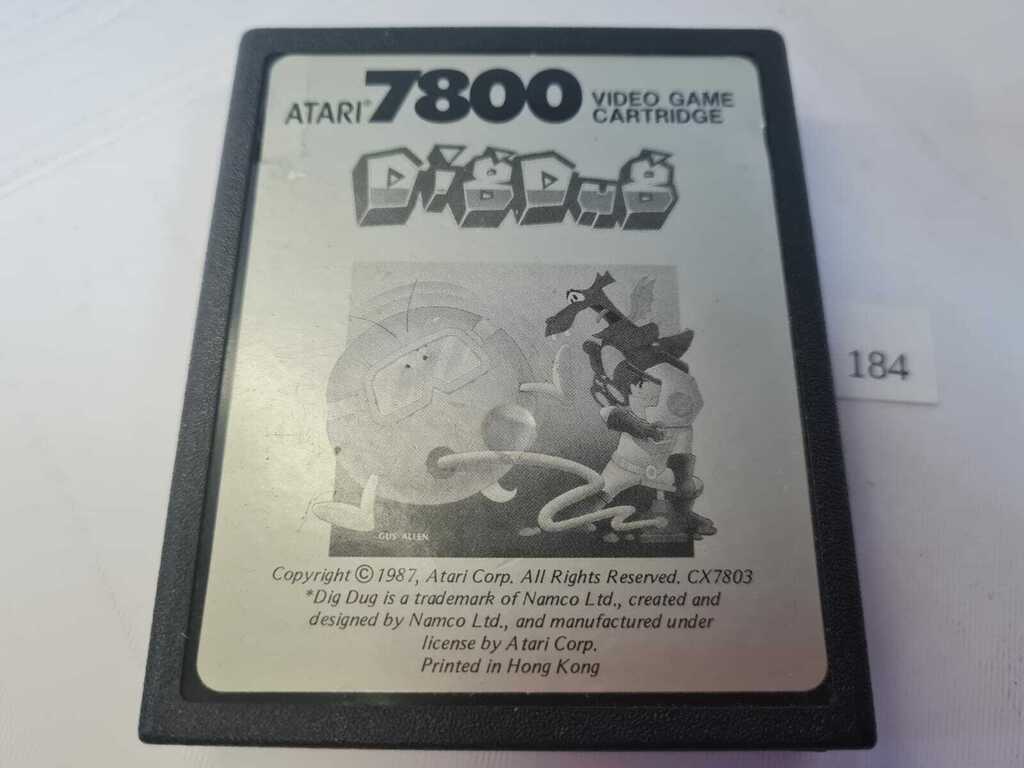 ATARI® 7800 VIDEO GAME
CARTRIDGE
Dig Dug
GUS ALLEN
Copyright © 1987, Atari Corp. All Rights Reserved. CX7803
*Dig Dug is a trademark of Namco Ltd., created and
designed by Namco Ltd., and manufactured under
license by Atari Corp.
Printed in Hong Kong
184